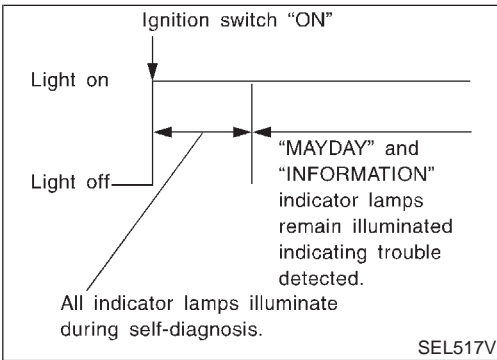 Ignition switch “ON”
Light on
“MAYDAY” and
“INFORMATION”
indicator lamps
remain illuminated
indicating trouble
detected.
Light off
All indicator lamps illuminate
during self-diagnosis.
SEL517V